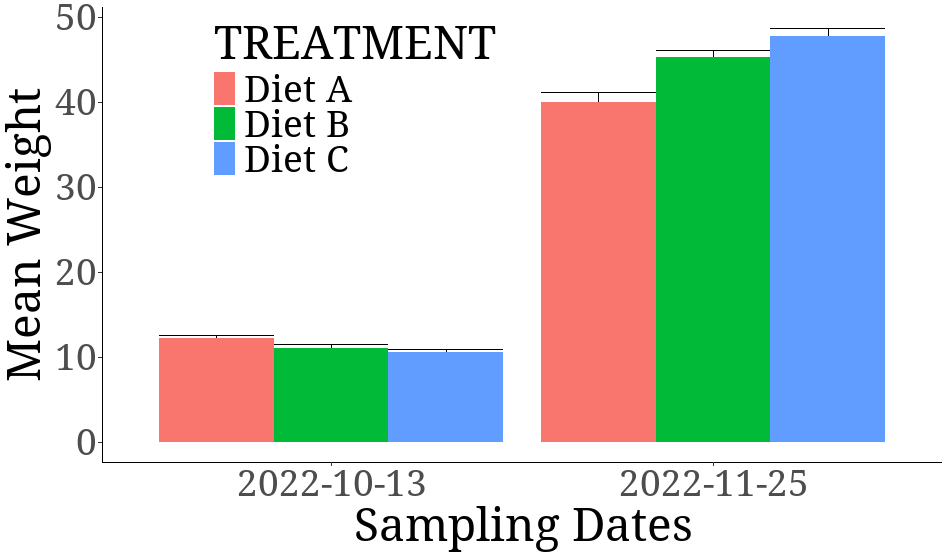 TREATMENT
Diet A
Diet B
Diet C
Mean Weight
50
40
30
20
10
0
2022-10-13
2022-11-25
Sampling Dates